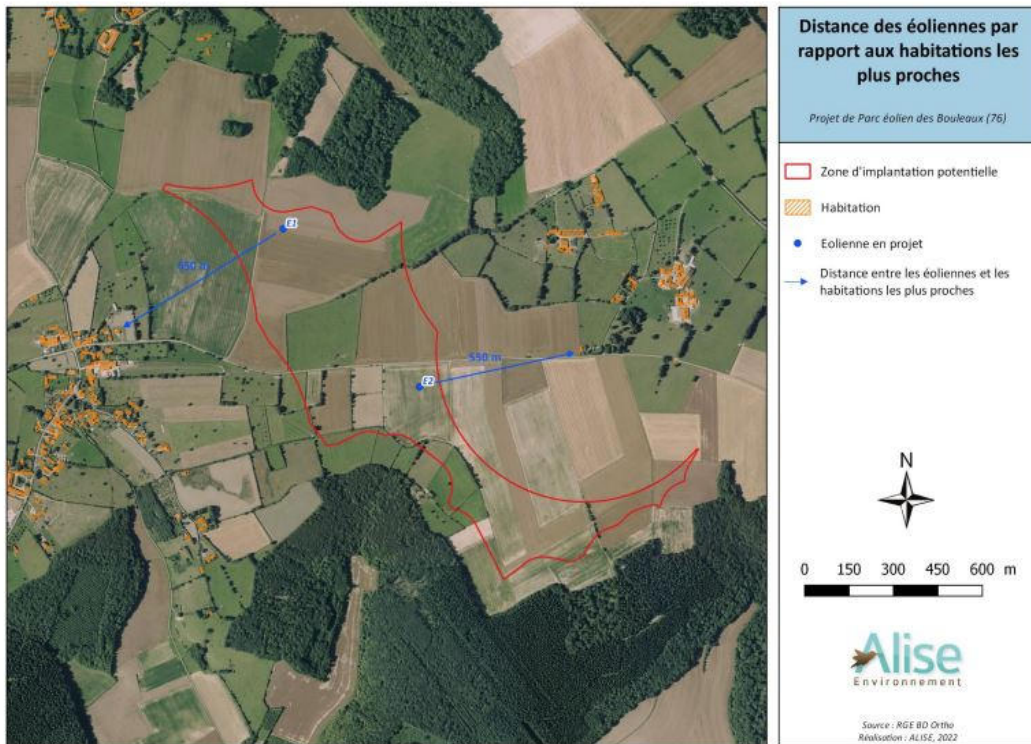 Distance des éoliennes par
rapport aux habitations les
plus proches
Projet de Parc éolien des Bouleaux (76)
Zone d'implantation potentielle
Habitation
Eolienne en projet
Distance entre les éoliennes et les
habitations les plus proches
E1
650 m
550 m
E2
N
0 150 300 450 600 m
Alise
Environnement
Source : RGE BD Ortho
Réalisation : ALISE, 2022